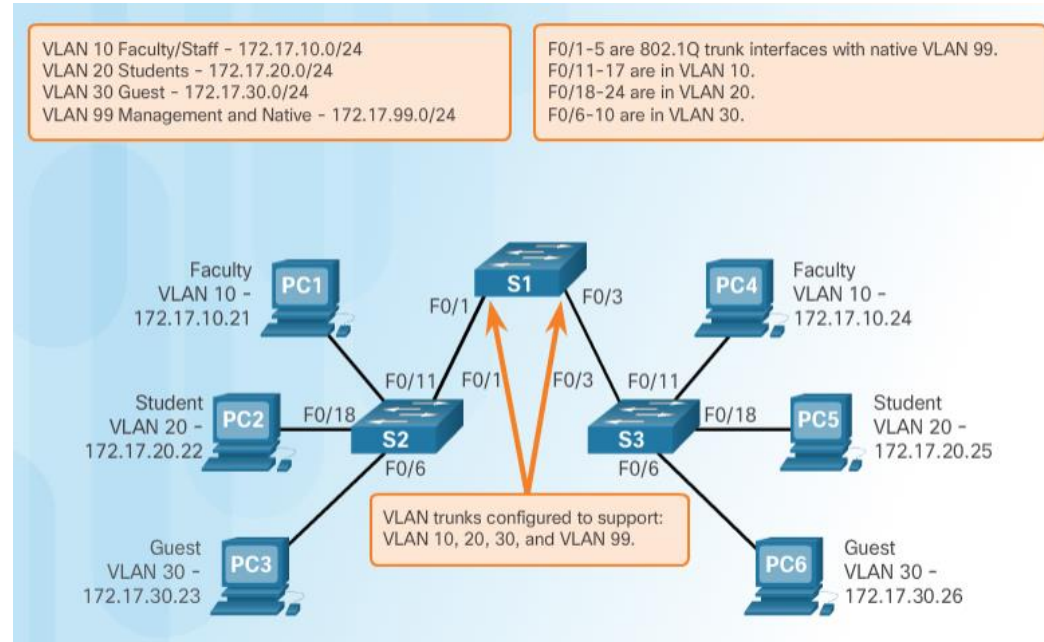 VLAN 10 Faculty/Staff - 172.17.10.0/24
VLAN 20 Students - 172.17.20.0/24
VLAN 30 Guest - 172.17.30.0/24
VLAN 99 Management and Native - 172.17.99.0/24
F0/1-5 are 802.1Q trunk interfaces with native VLAN 99.
F0/11-17 are in VLAN 10.
F0/18-24 are in VLAN 20.
F0/6-10 are in VLAN 30.
Faculty
VLAN 10 -
172.17.10.21
PC1
S1
F0/1
F0/3
PC4
Faculty
VLAN 10 -
172.17.10.24
F0/11
F0/1
F0/3
F0/11
Student
VLAN 20 -
172.17.20.22
PC2
F0/18
S2
F0/6
S3
F0/18
F0/6
PC5
Student
VLAN 20 -
172.17.20.25
VLAN trunks configured to support:
VLAN 10, 20, 30, and VLAN 99.
Guest
VLAN 30 -
172.17.30.23
PC3
PC6
Guest
VLAN 30 -
172.17.30.26